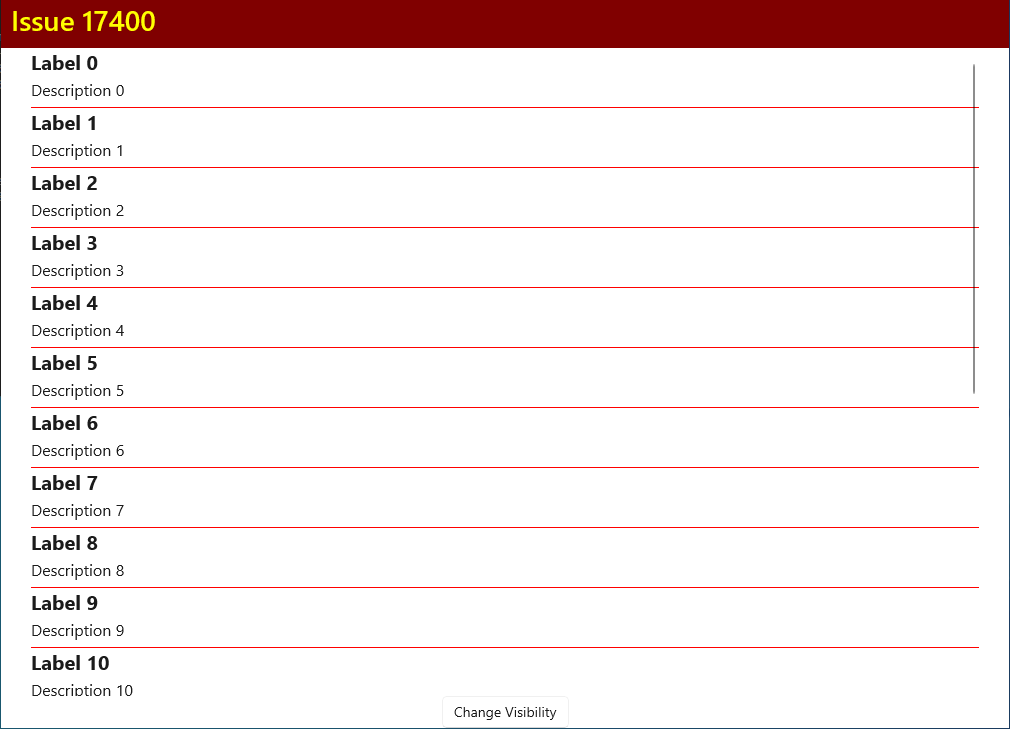 Issue 17400
Label 0
Description 0
Label 1
Description 1
Label 2
Description 2
Label 3
Description 3
Label 4
Description 4
Label 5
Description 5
Label 6
Description 6
Label 7
Description 7
Label 8
Description 8
Label 9
Description 9
Label 10
Description 10
Change Visibility